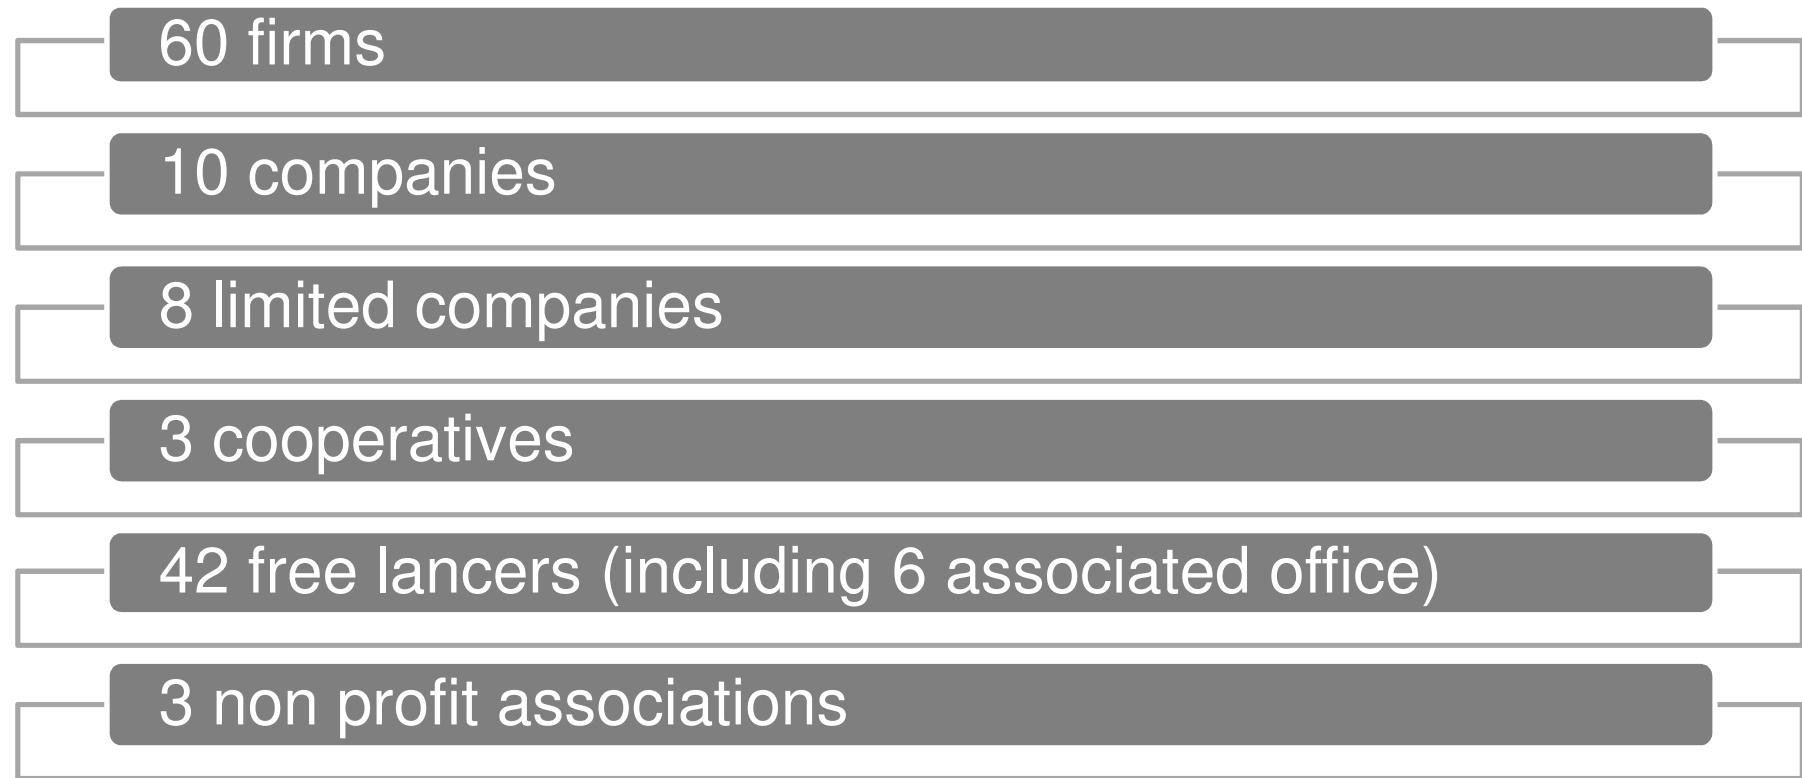 60 firms
10 companies
8 limited companies
3 cooperatives
42 free lancers (including 6 associated office)
3 non profit associations